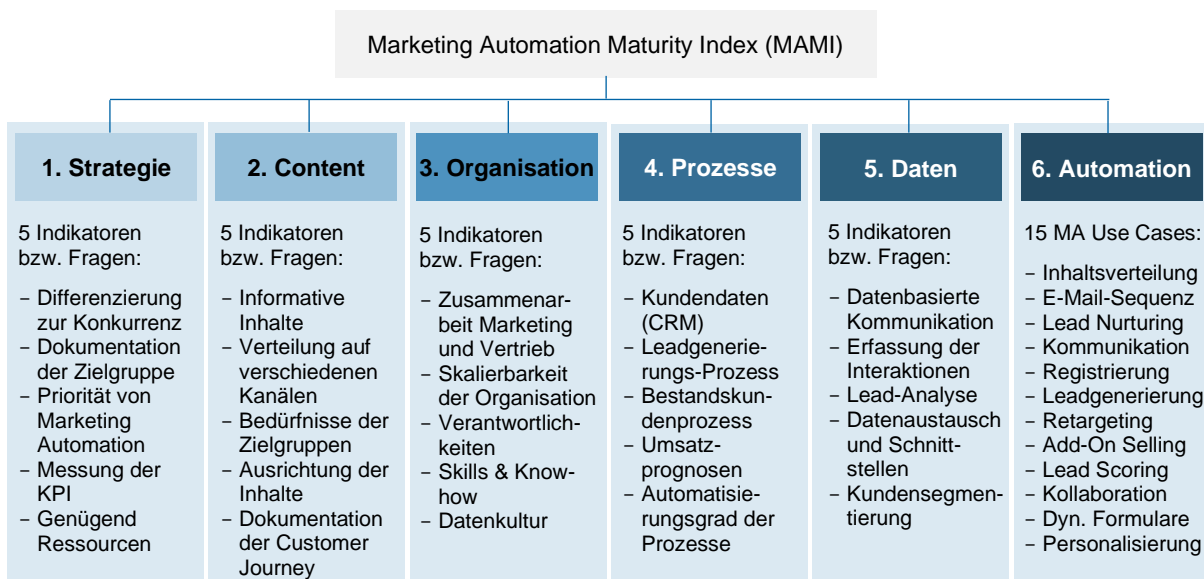 Marketing Automation Maturity Index (MAMI)
1. Strategie
5 Indikatoren
bzw. Fragen:
– Differenzierung
zur Konkurrenz
– Dokumentation
der Zielgruppe
– Priorität von
Marketing
Automation
– Messung der
KPI
– Genügend
Ressourcen
2. Content
5 Indikatoren
bzw. Fragen:
– Informative
Inhalte
– Verteilung auf
verschiedenen
Kanälen
– Bedürfnisse der
Zielgruppen
– Ausrichtung der
Inhalte
– Dokumentation
der Customer
Journey
3. Organisation
5 Indikatoren
bzw. Fragen:
– Zusammenar-
beit Marketing
und Vertrieb
– Skalierbarkeit
der Organisation
– Verantwortlich-
keiten
– Skills & Know-
how
– Datenkultur
4. Prozesse
5 Indikatoren
bzw. Fragen:
– Kundendaten
(CRM)
– Leadgenerie-
rungs-Prozess
– Bestandskun-
denprozess
– Umsatz-
prognosen
– Automatisie-
rungsgrad der
Prozesse
5. Daten
5 Indikatoren
bzw. Fragen:
– Datenbasierte
Kommunikation
– Erfassung der
Interaktionen
– Lead-Analyse
– Datenaustausch
und Schnitt-
stellen
– Kundensegmen-
tierung
6. Automation
15 MA Use Cases:
– Inhaltsverteilung
– E-Mail-Sequenz
– Lead Nurturing
– Kommunikation
– Registrierung
– Leadgenerierung
– Retargeting
– Add-On Selling
– Lead Scoring
– Kollaboration
– Dyn. Formulare
– Personalisierung